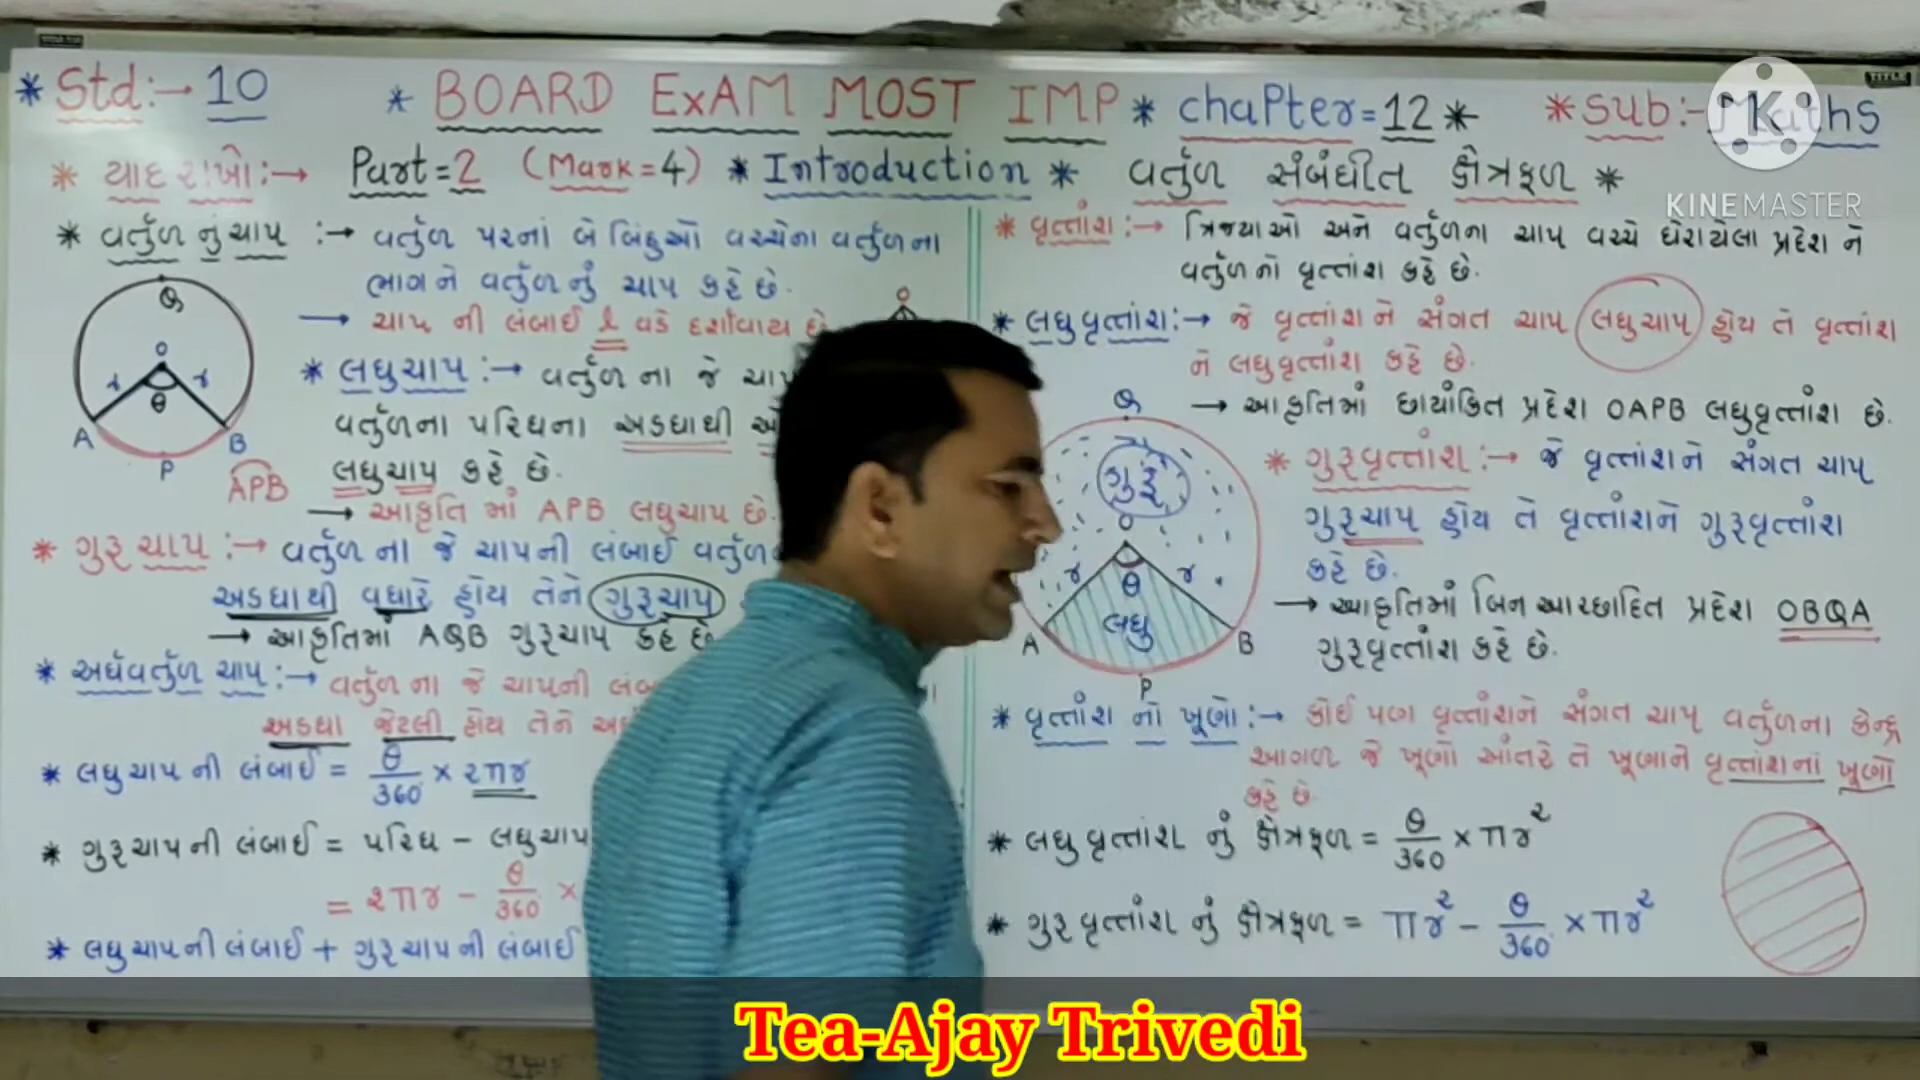 * Std:→ 10 * BOARD ExAM MOST IMP * chaPter=12 * * Sub:- Maths
KINEMASTER
* યાદ રાખો:→ Part=2 (Mark=4) * Introduction * વર્તુળ સંબંધીત ક્ષેત્રફળ *
* વર્તુળ નું ચાપ :→ વર્તુળ પરનાં બે બિંદુઓ વચ્ચેના વર્તુળના
ભાગને વર્તુળનું ચાપ કહે છે.
→ ચાપ ની લંબાઈ l વડે દર્શાવાય છે
* લઘુચાપ :→ વર્તુળ ના જે ચાપ
વર્તુળના પરિઘના અડધાથી
લઘુચાપ કહે છે.
→ આકૃતિ માં APB લઘુચાપ છે.
Q
O
r r
θ
A B
P
APB
* ગુરૂચાપ :→ વર્તુળ ના જે ચાપની લંબાઈ વર્તુળ
અડધાથી વધારે હોય તેને ગુરૂચાપ
→ આકૃતિમાં AQB ગુરૂચાપ કહે છે
* અર્ધવર્તુળ ચાપ :→ વર્તુળ ના જે ચાપની
અડધા જેટલી હોય તેને
* લઘુચાપ ની લંબાઈ = θ/360 × 2πr
* ગુરૂચાપની લંબાઈ = પરિઘ - લઘુચાપ
= 2πr - θ/360 ×
* લઘુચાપની લંબાઈ + ગુરૂચાપની લંબાઈ
* વૃત્તાંશ :→ ત્રિજ્યાઓ અને વર્તુળના ચાપ વચ્ચે ઘેરાયેલા પ્રદેશ ને
વર્તુળનો વૃત્તાંશ કહે છે.
* લઘુવૃત્તાંશ:→ જે વૃત્તાંશને સંગત ચાપ લઘુચાપ હોય તે વૃત્તાંશ
ને લઘુવૃત્તાંશ કહે છે.
→ આકૃતિમાં છાયાંકિત પ્રદેશ OAPB લઘુવૃત્તાંશ છે.
* ગુરૂવૃત્તાંશ:→ જે વૃત્તાંશને સંગત ચાપ
ગુરૂચાપ હોય તે વૃત્તાંશને ગુરૂવૃત્તાંશ
કહે છે.
→ આકૃતિમાં બિન આચ્છાદિત પ્રદેશ OBQA
ગુરૂવૃત્તાંશ કહે છે.
Q
ગુરૂ
O
r θ r
લઘુ
A B
P
* વૃત્તાંશ નો ખૂણો:→ કોઈ પણ વૃત્તાંશને સંગત ચાપ વર્તુળના કેન્દ્ર
આગળ જે ખૂણો આંતરે તે ખૂણાને વૃત્તાંશનાં ખૂણો
કહે છે.
* લઘુ વૃત્તાંશ નું ક્ષેત્રફળ = θ/360 × πr²
* ગુરૂ વૃત્તાંશ નું ક્ષેત્રફળ = πr² - θ/360 × πr²
Tea-Ajay Trivedi